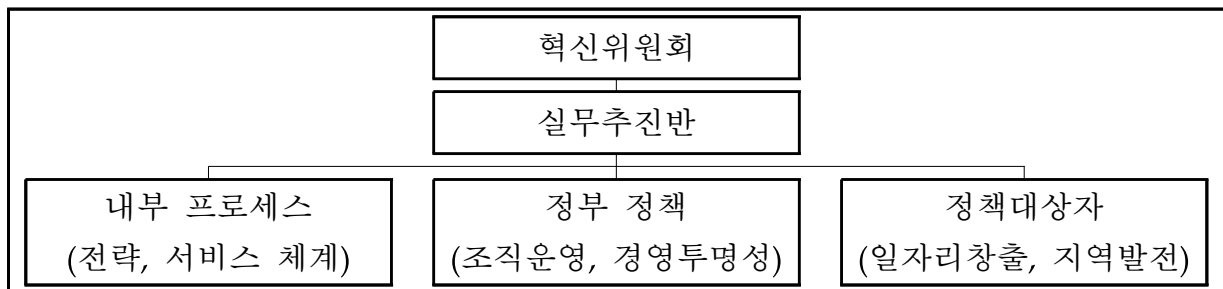 혁신위원회
실무추진반
내부 프로세스
(전략, 서비스 체계)
정부 정책
(조직운영, 경영투명성)
정책대상자
(일자리창출, 지역발전)